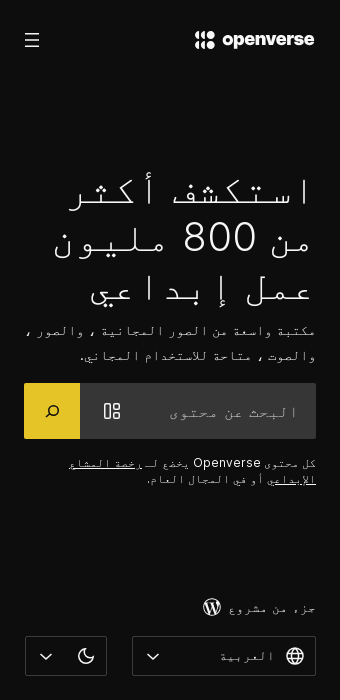 openverse
استكشف أكثر
من 800 مليون
عمل إبداعي
مكتبة واسعة من الصور المجانية ، والصور ،
والصوت ، متاحة للاستخدام المجاني.
البحث عن محتوى
كل محتوى Openverse يخضع لـ رخصة المشاع
الإبداعي أو في المجال العام.
جزء من مشروع
العربية